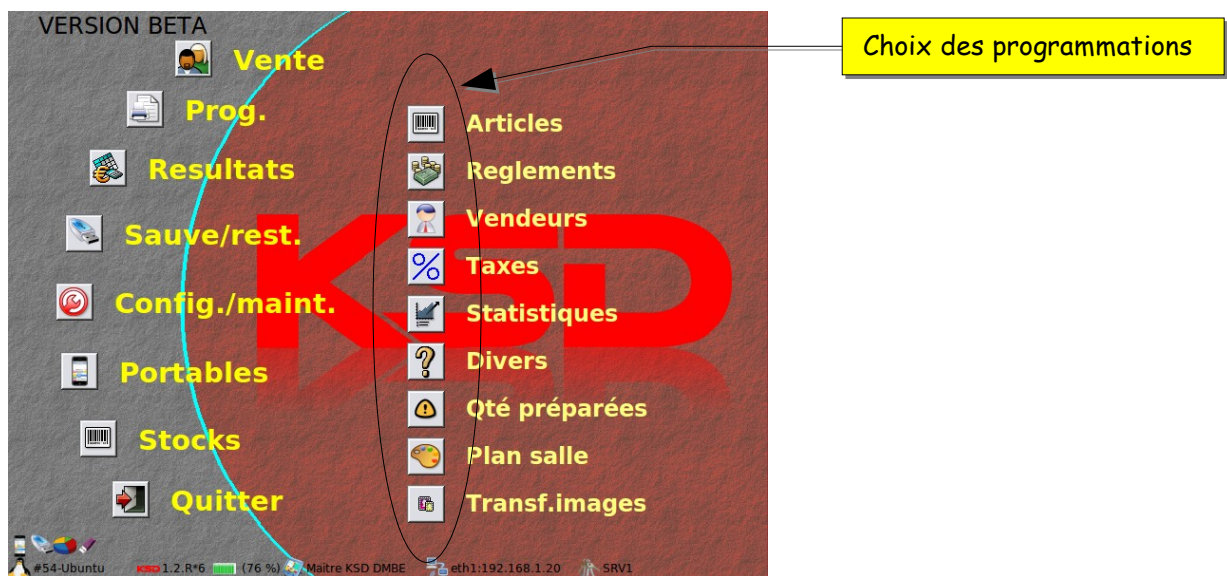 VERSION BETA
Vente
Prog.
Resultats
Sauve/rest.
Config./maint.
Portables
Stocks
Quitter
Articles
Reglements
Vendeurs
Taxes
Statistiques
Divers
Qté préparées
Plan salle
Transf.images
KSD
Choix des programmations
#54-Ubuntu KSD 1.2.R*6 (76 %) Maitre KSD DMBE eth1:192.168.1.20 SRV1